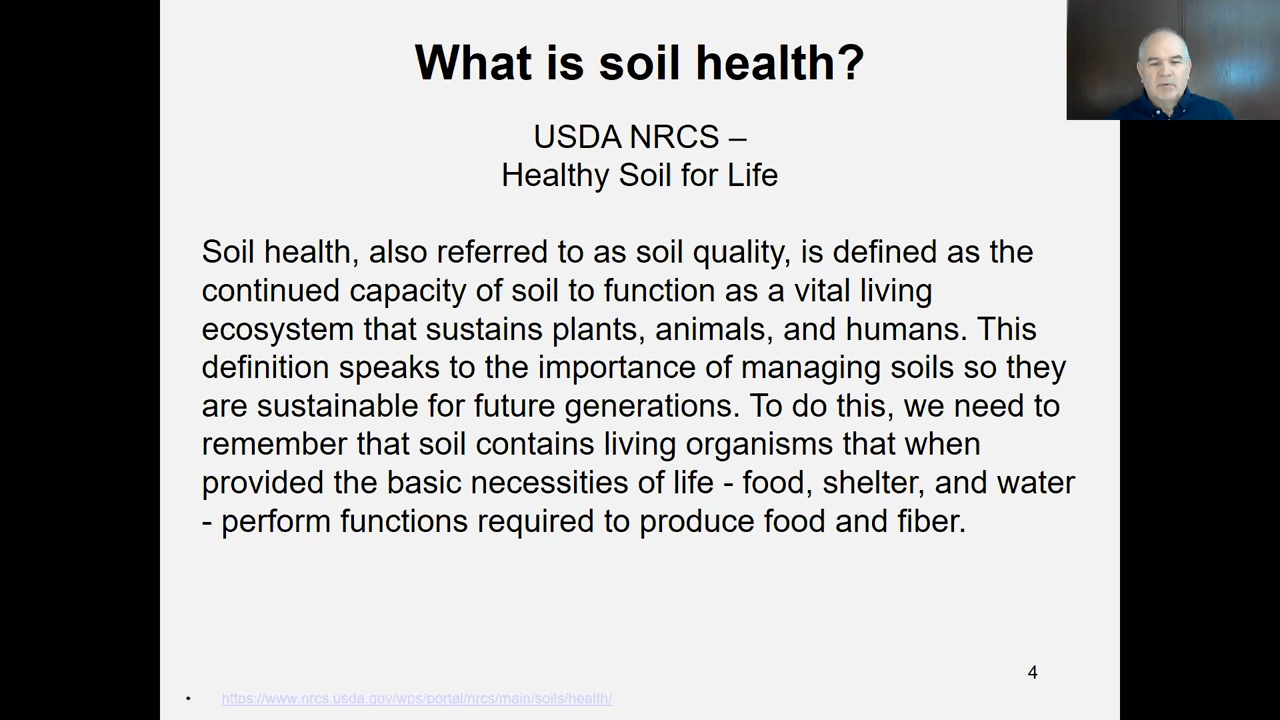 What is soil health?
USDA NRCS –
Healthy Soil for Life
Soil health, also referred to as soil quality, is defined as the
continued capacity of soil to function as a vital living
ecosystem that sustains plants, animals, and humans. This
definition speaks to the importance of managing soils so they
are sustainable for future generations. To do this, we need to
remember that soil contains living organisms that when
provided the basic necessities of life - food, shelter, and water
- perform functions required to produce food and fiber.
4
• https://www.nrcs.usda.gov/wps/portal/nrcs/main/soils/health/